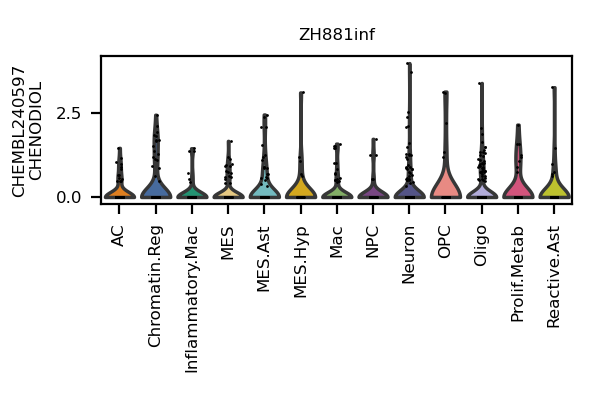 ZH881inf
CHEMBL240597
CHENODIOL
2.5
0.0
AC
Chromatin.Reg
Inflammatory.Mac
MES
MES.Ast
MES.Hyp
Mac
NPC
Neuron
OPC
Oligo
Prolif.Metab
Reactive.Ast